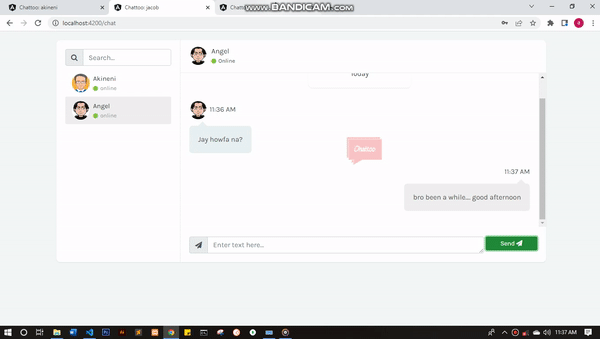 Chattoo: akineni
Chattoo: jacob
www.BANDICAM.com
localhost:4200/chat
Search...
Akineni
online
Angel
online
Angel
Online
Today
11:36 AM
Jay howfa na?
Chattoo
11:37 AM
bro been a while.... good afternoon
Enter text here..
Send
11:37 AM